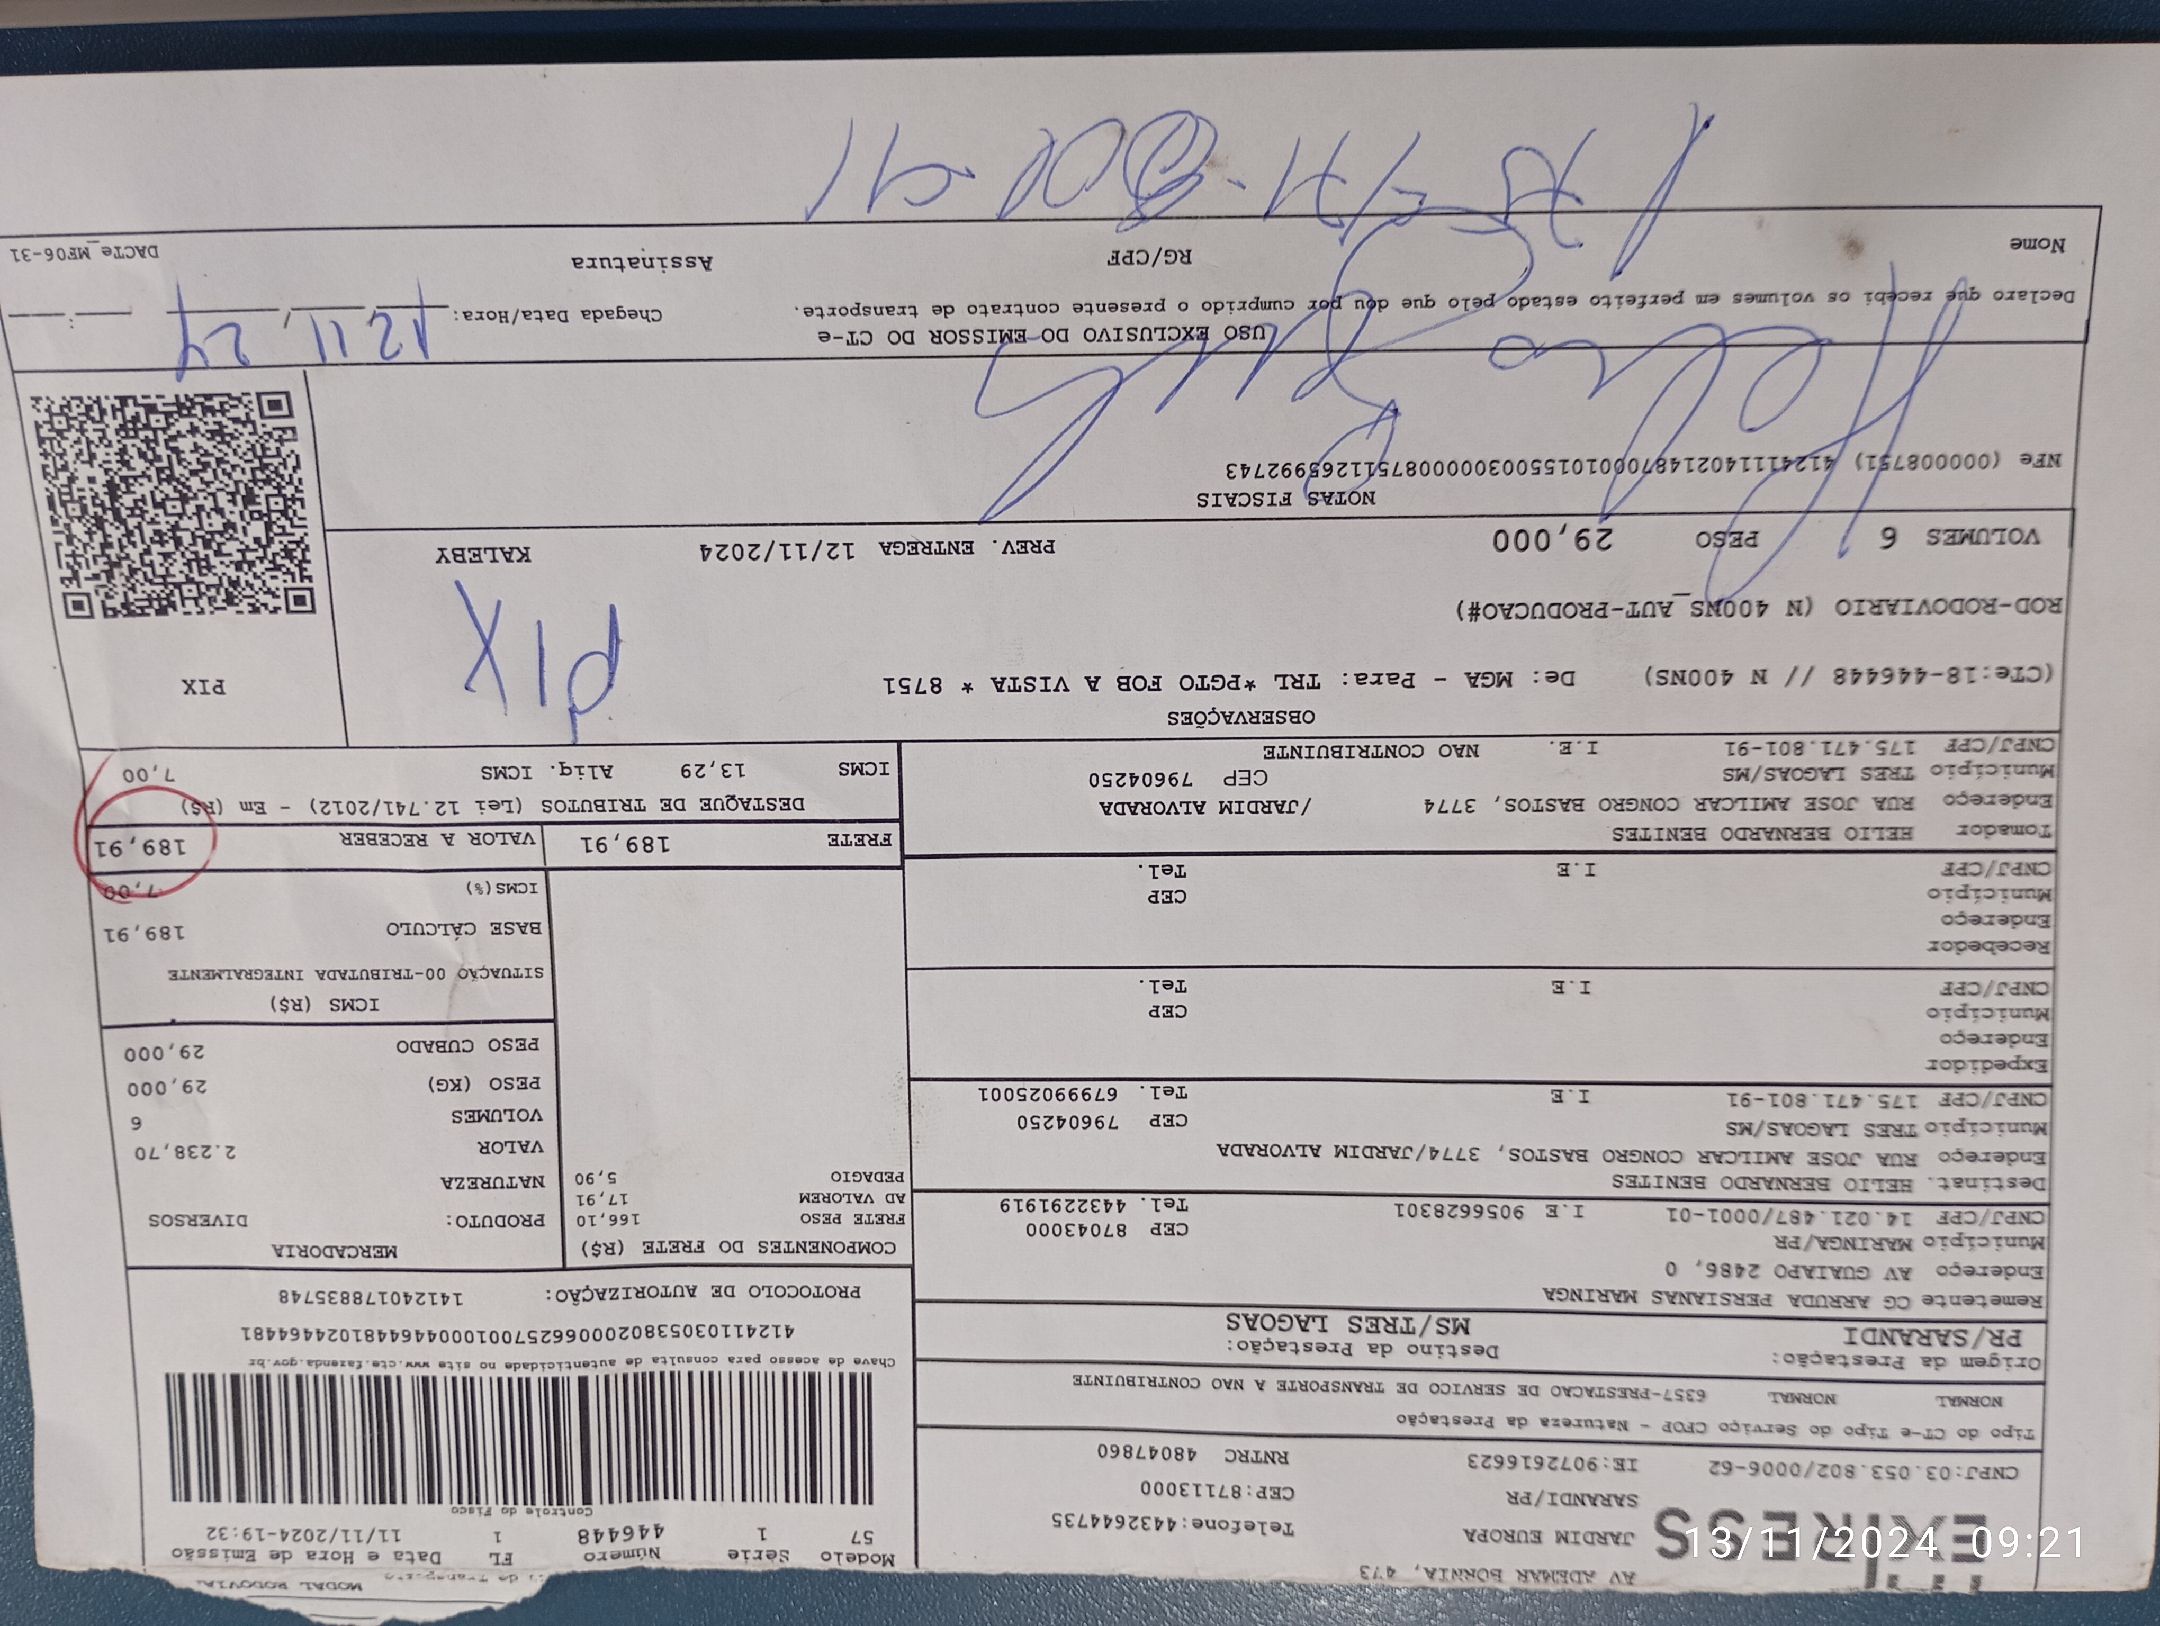 MODAL RODOVIAL
AV ADEMAR BORNIA, 473
EXPRESS
JARDIM EUROPA
Telefone:4432644735
SARANDI/PR
CEP:87113000
CNPJ:03.053.802/0006-62 IE:9072616623 RNTRC 48047860
Modelo Série Número FL Data e Hora de Emissão
57 1 446448 1 11/11/2024-19:32
Controle do Fisco
Tipo do CT-e Tipo do Serviço CFOP - Natureza da Prestação
NORMAL NORMAL 6357-PRESTACAO DE SERVICO DE TRANSPORTE A NAO CONTRIBUINTE
Chave de acesso para consulta de autenticidade no site www.cte.fazenda.gov.br
41241103053802000662570010004464481024464481
Origem da Prestação: Destino da Prestação:
PR/SARANDI MS/TRES LAGOAS
PROTOCOLO DE AUTORIZAÇÃO: 141240178835748
Remetente CG ARRUDA PERSIANAS MARINGA
Endereço AV GUAIAPO 2486, 0
Município MARINGA/PR CEP 87043000
CNPJ/CPF 14.021.487/0001-01 I.E 9056628301 Tel. 4432291919
Destinat. HELIO BERNARDO BENITES
Endereço RUA JOSE AMILCAR CONGRO BASTOS, 3774/JARDIM ALVORADA
Município TRES LAGOAS/MS CEP 79604250
CNPJ/CPF 175.471.801-91 I.E Tel. 67999025001
Expedidor
Endereço
Município CEP
CNPJ/CPF I.E Tel.
Recebedor
Endereço
Município CEP
CNPJ/CPF I.E Tel.
Tomador HELIO BERNARDO BENITES
Endereço RUA JOSE AMILCAR CONGRO BASTOS, 3774 /JARDIM ALVORADA
Município TRES LAGOAS/MS CEP 79604250
CNPJ/CPF 175.471.801-91 I.E. NAO CONTRIBUINTE
COMPONENTES DO FRETE (R$)
FRETE PESO 166,10
AD VALOREM 17,91
PEDAGIO 5,90
MERCADORIA
PRODUTO: DIVERSOS
NATUREZA
VALOR 2.238,70
VOLUMES 6
PESO (KG) 29,000
PESO CUBADO 29,000
ICMS (R$)
SITUAÇÃO 00-TRIBUTADA INTEGRALMENTE
BASE CÁLCULO 189,91
ICMS(%) 7,00
FRETE 189,91 VALOR A RECEBER 189,91
DESTAQUE DE TRIBUTOS (Lei 12.741/2012) - Em (R$)
ICMS 13,29 Aliq. ICMS 7,00
OBSERVAÇÕES
(CTe:18-446448 // N 400NS) De: MGA - Para: TRL *PGTO FOB A VISTA * 8751
PIX
PIX
ROD-RODOVIARIO (N 400NS_AUT-PRODUCAO#)
VOLUMES 6 PESO 29,000 PREV. ENTREGA 12/11/2024 KALEBY
NOTAS FISCAIS
NFe (000008751) 41241114021487000101550030000087511265992743
USO EXCLUSIVO DO EMISSOR DO CT-e
Declaro que recebi os volumes em perfeito estado pelo que dou por cumprido o presente contrato de transporte.
Chegada Data/Hora: 12 11 24
Nome RG/CPF Assinatura
DACTe_MF06-31
13/11/2024 09:21